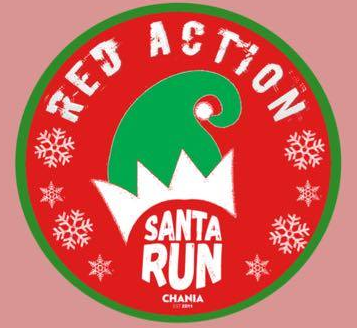 RED ACTION
SANTA
RUN
CHANIA
EST 2011